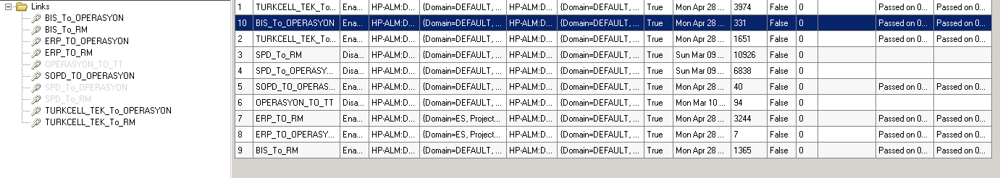 Links
BIS_To_OPERASYON
BIS_To_RM
ERP_TO_OPERASYON
ERP_TO_RM
OPERASYON_TO_TT
SOPD_TO_OPERASYON
SPD_To_OPERASYON
SPD_To_RM
TURKCELL_TEK_To_OPERASYON
TURKCELL_TEK_To_RM
1 TURKCELL_TEK_To... Ena... HP-ALM:D... {Domain=DEFAULT, ... HP-ALM:D... {Domain=DEFAULT, ... True Mon Apr 28 ... 3974 False 0 Passed on 0... Passed on 0...
10 BIS_To_OPERASYON Ena... HP-ALM:D... {Domain=DEFAULT, ... HP-ALM:D... {Domain=DEFAULT, ... True Mon Apr 28 ... 331 False 0 Passed on 0... Passed on 0...
2 TURKCELL_TEK_To... Ena... HP-ALM:D... {Domain=DEFAULT, ... HP-ALM:D... {Domain=DEFAULT, ... True Mon Apr 28 ... 1651 False 0 Passed on 0... Passed on 0...
3 SPD_To_RM Disa... HP-ALM:D... {Domain=DEFAULT, ... HP-ALM:D... {Domain=DEFAULT, ... True Sun Mar 09 ... 10926 False 0
4 SPD_To_OPERASY... Disa... HP-ALM:D... {Domain=DEFAULT, ... HP-ALM:D... {Domain=DEFAULT, ... True Sun Mar 09 ... 6838 False 0
5 SOPD_TO_OPERAS... Ena... HP-ALM:D... {Domain=DEFAULT, ... HP-ALM:D... {Domain=DEFAULT, ... True Mon Apr 28 ... 40 False 0 Passed on 0... Passed on 0...
6 OPERASYON_TO_TT Disa... HP-ALM:D... {Domain=DEFAULT, ... HP-ALM:D... {Domain=DEFAULT, ... True Mon Mar 10 ... 94 False 0
7 ERP_TO_RM Ena... HP-ALM:D... {Domain=ES, Project... HP-ALM:D... {Domain=DEFAULT, ... True Mon Apr 28 ... 3244 False 0 Passed on 0... Passed on 0...
8 ERP_TO_OPERASY... Ena... HP-ALM:D... {Domain=ES, Project... HP-ALM:D... {Domain=DEFAULT, ... True Mon Apr 28 ... 7 False 0 Passed on 0... Passed on 0...
9 BIS_To_RM Ena... HP-ALM:D... {Domain=DEFAULT, ... HP-ALM:D... {Domain=DEFAULT, ... True Mon Apr 28 ... 1365 False 0 Passed on 0... Passed on 0...